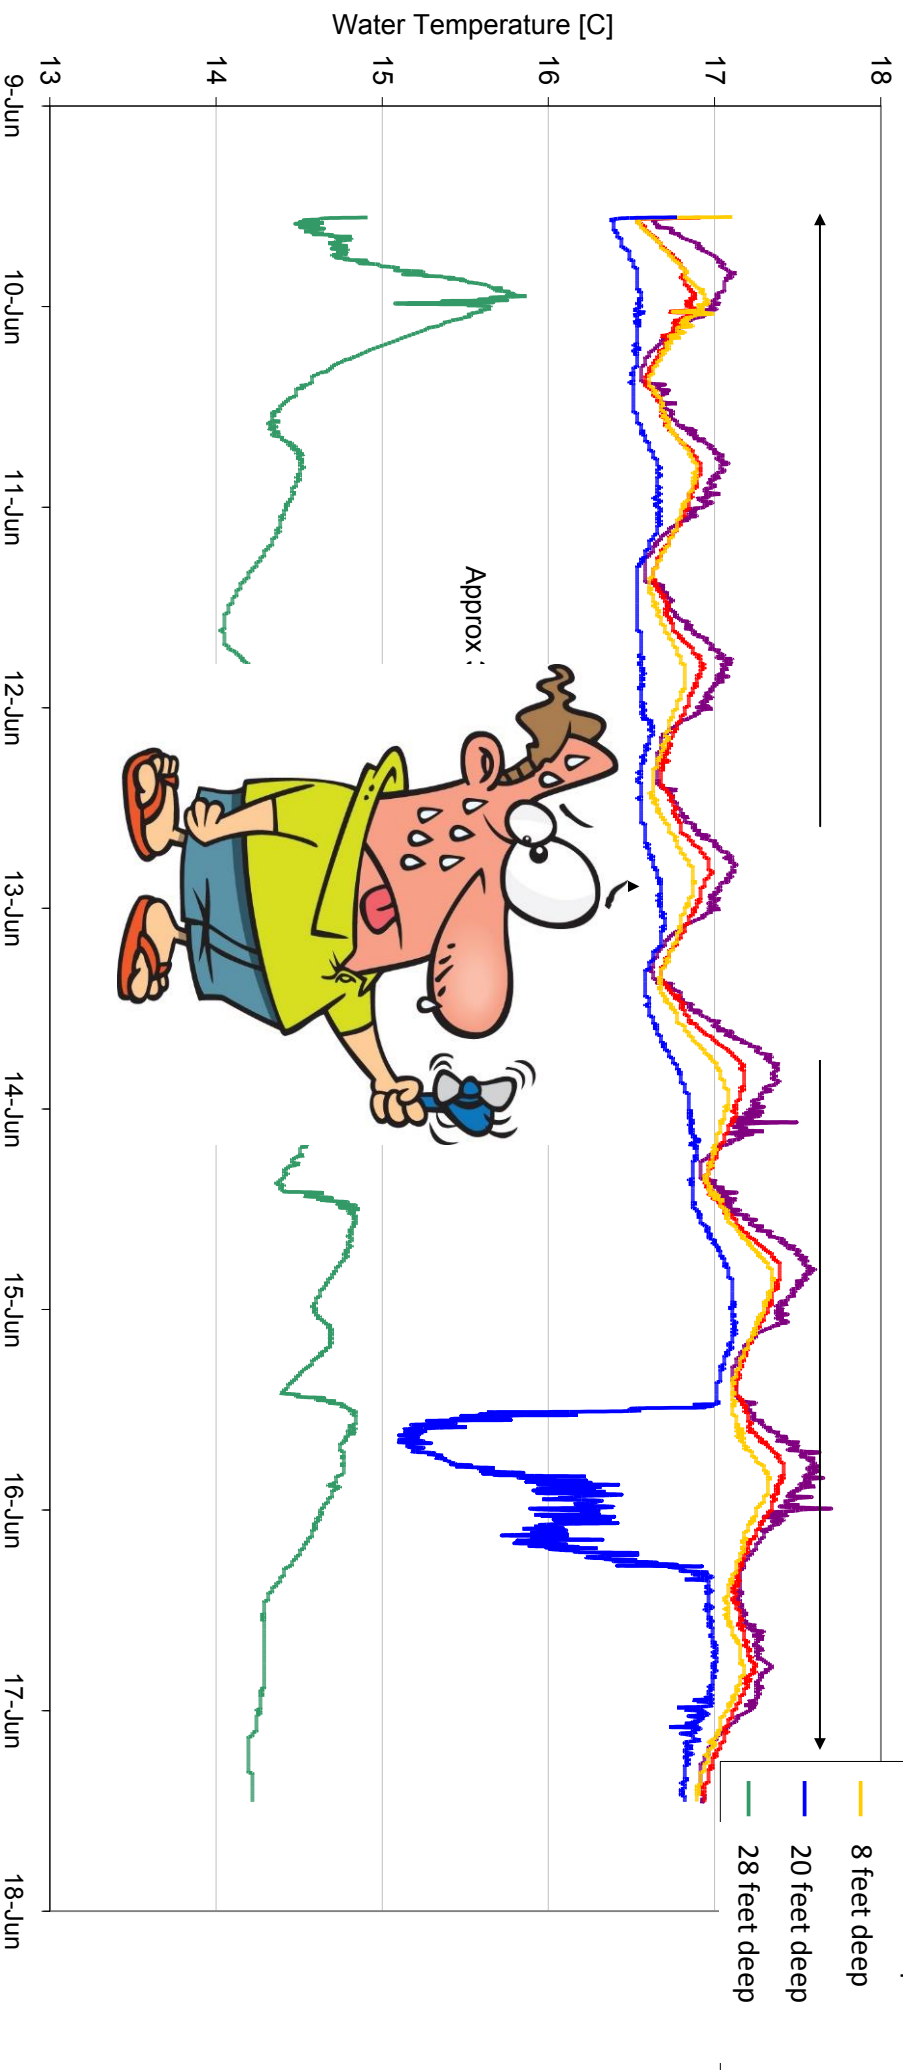 Water Temperature [C]
18
17
16
15
14
13
9-Jun
10-Jun
11-Jun
12-Jun
13-Jun
14-Jun
15-Jun
16-Jun
17-Jun
18-Jun
Approx
8 feet deep
20 feet deep
28 feet deep